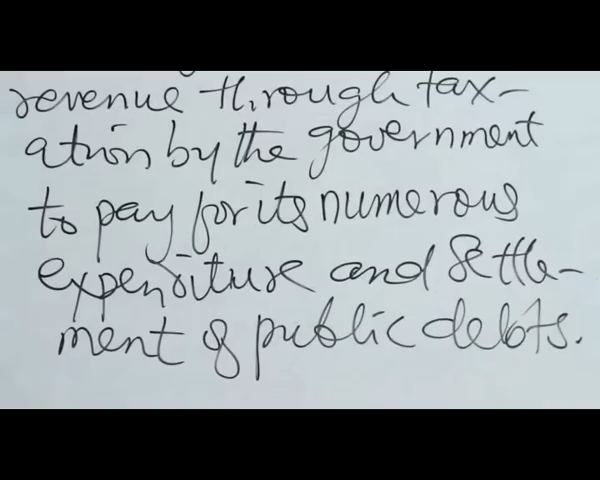 revenue through tax-
ation by the government
to pay for its numerous
expenditure and settle-
ment of public debts.